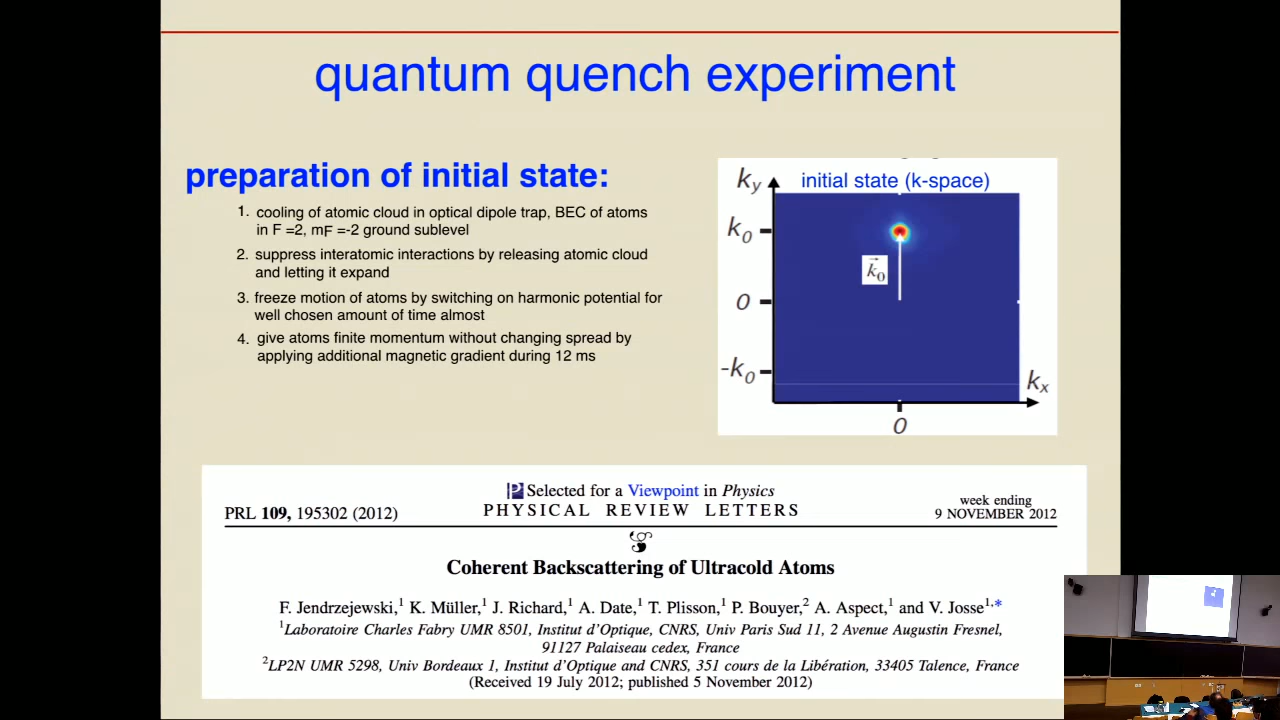 quantum quench experiment
preparation of initial state:
1. cooling of atomic cloud in optical dipole trap, BEC of atoms
in F =2, mF =-2 ground sublevel
2. suppress interatomic interactions by releasing atomic cloud
and letting it expand
3. freeze motion of atoms by switching on harmonic potential for
well chosen amount of time almost
4. give atoms finite momentum without changing spread by
applying additional magnetic gradient during 12 ms
ky
initial state (k-space)
k0
k⃗0
0
-k0
kx
0
Selected for a Viewpoint in Physics
PRL 109, 195302 (2012)
PHYSICAL REVIEW LETTERS
week ending
9 NOVEMBER 2012
Coherent Backscattering of Ultracold Atoms
F. Jendrzejewski,1 K. Müller,1 J. Richard,1 A. Date,1 T. Plisson,1 P. Bouyer,2 A. Aspect,1 and V. Josse1,*
1Laboratoire Charles Fabry UMR 8501, Institut d'Optique, CNRS, Univ Paris Sud 11, 2 Avenue Augustin Fresnel,
91127 Palaiseau cedex, France
2LP2N UMR 5298, Univ Bordeaux 1, Institut d'Optique and CNRS, 351 cours de la Libération, 33405 Talence, France
(Received 19 July 2012; published 5 November 2012)